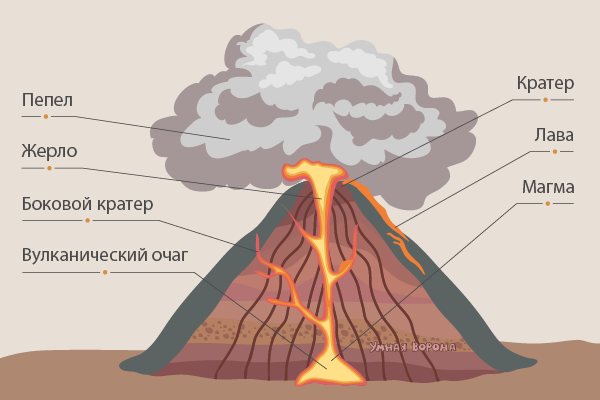 Пепел
Жерло
Боковой кратер
Вулканический очаг
Кратер
Лава
Магма
Умная ворона